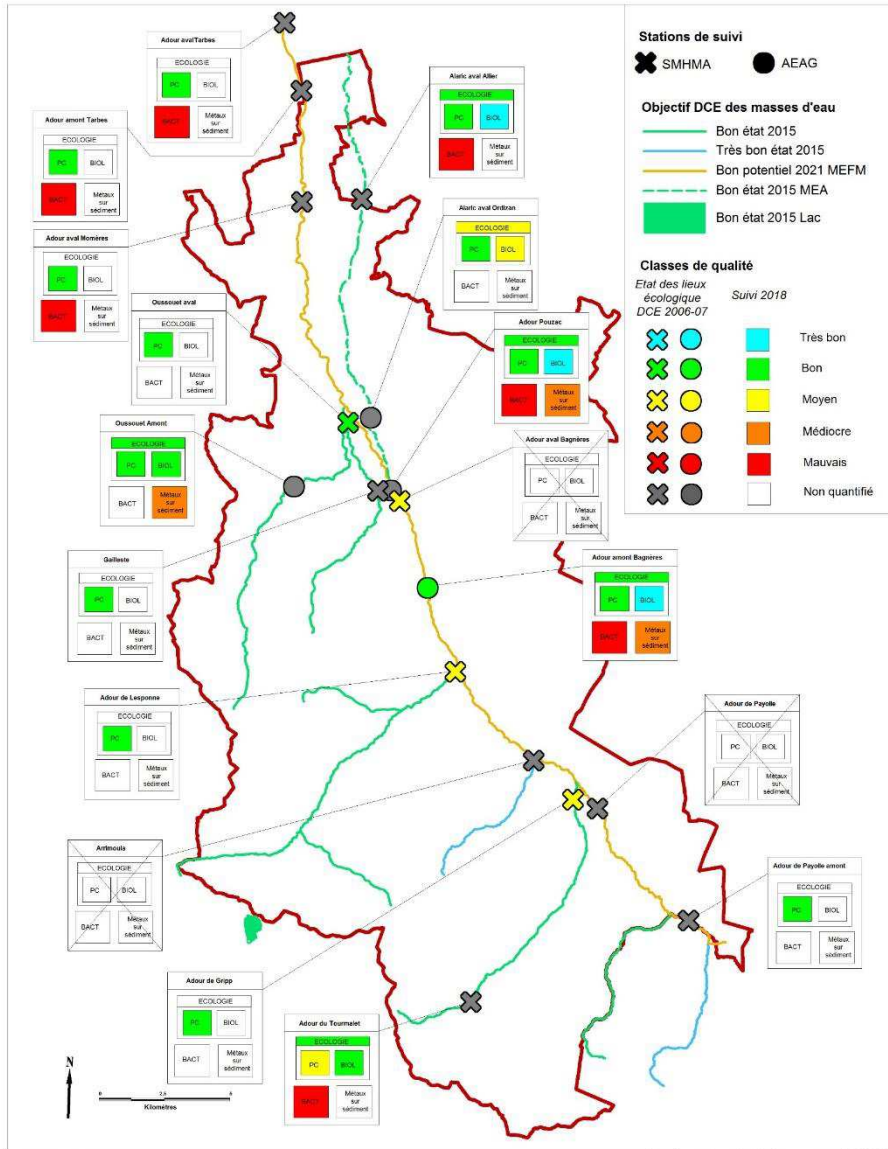 Adour aval Tarbes
ECOLOGIE
PC
BIOL
BACT
Métaux
sur
sédiment
Adour amont Tarbes
ECOLOGIE
PC
BIOL
BACT
Métaux
sur
sédiment
Adour aval Momères
ECOLOGIE
PC
BIOL
BACT
Métaux
sur
sédiment
Oussouet aval
ECOLOGIE
PC
BIOL
BACT
Métaux
sur
sédiment
Oussouet Amont
ECOLOGIE
PC
BIOL
BACT
Métaux
sur
sédiment
Gailleste
ECOLOGIE
PC
BIOL
BACT
Métaux
sur
sédiment
Adour de Lesponne
ECOLOGIE
PC
BIOL
BACT
Métaux
sur
sédiment
Arrimoula
ECOLOGIE
PC
BIOL
BACT
Métaux
sur
sédiment
Adour de Gripp
ECOLOGIE
PC
BIOL
BACT
Métaux
sur
sédiment
Adour du Tourmalet
ECOLOGIE
PC
BIOL
BACT
Métaux
sur
sédiment
Alaric aval Allier
ECOLOGIE
PC
BIOL
BACT
Métaux
sur
sédiment
Alaric aval Ordizan
ECOLOGIE
PC
BIOL
BACT
Métaux
sur
sédiment
Adour Pouzac
ECOLOGIE
PC
BIOL
BACT
Métaux
sur
sédiment
Adour aval Bagnères
ECOLOGIE
PC
BIOL
BACT
Métaux
sur
sédiment
Adour amont Bagnères
ECOLOGIE
PC
BIOL
BACT
Métaux
sur
sédiment
Adour de Payolle
ECOLOGIE
PC
BIOL
BACT
Métaux
sur
sédiment
Adour de Payolle amont
ECOLOGIE
PC
BIOL
BACT
Métaux
sur
sédiment
Stations de suivi
SMHMA
AEAG
Objectif DCE des masses d'eau
Bon état 2015
Très bon état 2015
Bon potentiel 2021 MEFM
Bon état 2015 MEA
Bon état 2015 Lac
Classes de qualité
Etat des lieux
écologique
DCE 2006-07
Suivi 2018
Très bon
Bon
Moyen
Médiocre
Mauvais
Non quantifié
N
0
2,5
5
Kilomètres